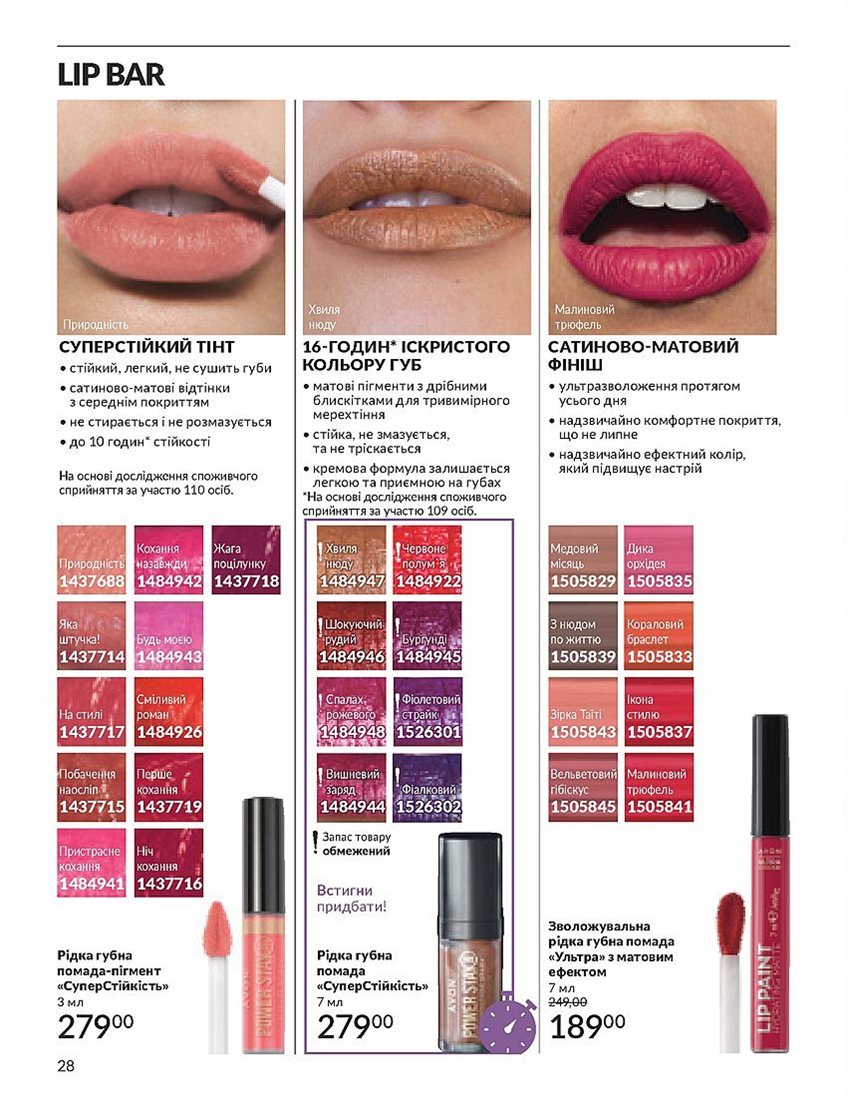 LIP BAR
Природність
СУПЕРСТІЙКИЙ ТІНТ
• стійкий, легкий, не сушить губи
• сатиново-матові відтінки
з середнім покриттям
• не стирається і не розмазується
• до 10 годин* стійкості
На основі дослідження споживчого
сприйняття за участю 110 осіб.
Природність
1437688
Кохання
назавжди
1484942
Жага
поцілунку
1437718
Яка
штучка!
1437714
Будь моєю
1484943
На стилі
1437717
Сміливий
роман
1484926
Побачення
наосліп
1437715
Перше
кохання
1437719
Пристрасне
кохання
1484941
Ніч
кохання
1437716
Рідка губна
помада-пігмент
«СуперСтійкість»
3 мл
27900
AVON
POWER STAY
Хвиля
нюду
16-ГОДИН* ІСКРИСТОГО
КОЛЬОРУ ГУБ
• матові пігменти з дрібними
блискітками для тривимірного
мерехтіння
• стійка, не змазується,
та не тріскається
• кремова формула залишається
легкою та приємною на губах
*На основі дослідження споживчого
сприйняття за участю 109 осіб.
! Хвиля
нюду
1484947
! Червоне
полум'я
1484922
! Шокуючий
рудий
1484946
! Бургунді
1484945
! Спалах
рожевого
1484948
! Фіолетовий
страйк
1526301
! Вишневий
заряд
1484944
! Фіалковий
1526302
! Запас товару
обмежений
Встигни
придбати!
Рідка губна
помада
«СуперСтійкість»
7 мл
27900
AVON
POWER STAY
Малиновий
трюфель
САТИНОВО-МАТОВИЙ
ФІНІШ
• ультразволоження протягом
усього дня
• надзвичайно комфортне покриття,
що не липне
• надзвичайно ефектний колір,
який підвищує настрій
Медовий
місяць
1505829
Дика
орхідея
1505835
З нюдом
по життю
1505839
Кораловий
браслет
1505833
Зірка Таїті
1505843
Ікона
стилю
1505837
Вельветовий
гібіскус
1505845
Малиновий
трюфель
1505841
Зволожувальна
рідка губна помада
«Ультра» з матовим
ефектом
7 мл
249,00
18900
LIP PAINT
28